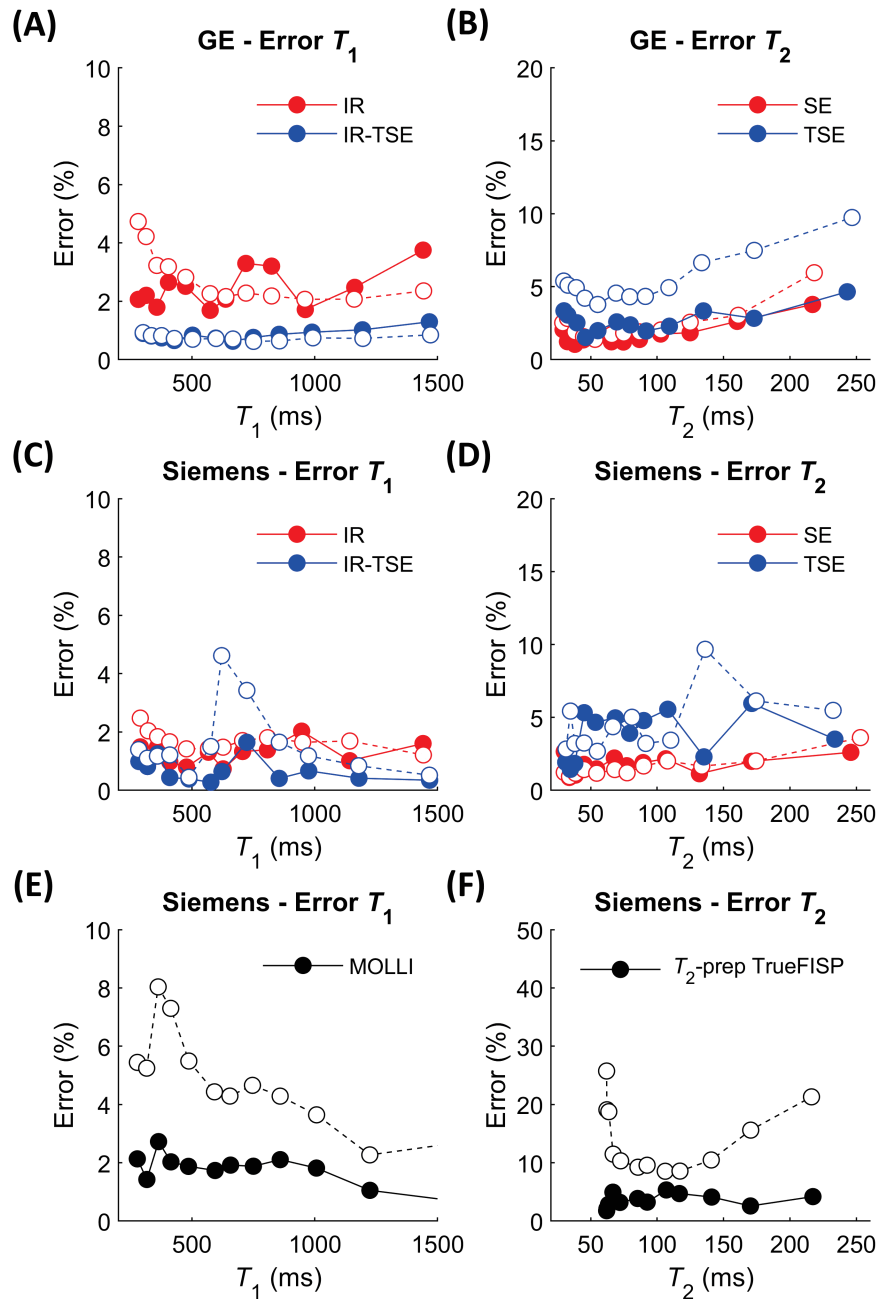 (A)
GE - Error T1
10
8
6
4
2
0
Error (%)
IR
IR-TSE
500
1000
1500
T1 (ms)
(B)
GE - Error T2
20
15
10
5
0
Error (%)
SE
TSE
50
100
150
200
250
T2 (ms)
(C)
Siemens - Error T1
10
8
6
4
2
0
Error (%)
IR
IR-TSE
500
1000
1500
T1 (ms)
(D)
Siemens - Error T2
20
15
10
5
0
Error (%)
SE
TSE
50
100
150
200
250
T2 (ms)
(E)
Siemens - Error T1
10
8
6
4
2
0
Error (%)
MOLLI
500
1000
1500
T1 (ms)
(F)
Siemens - Error T2
50
40
30
20
10
0
Error (%)
T2-prep TrueFISP
50
100
150
200
250
T2 (ms)